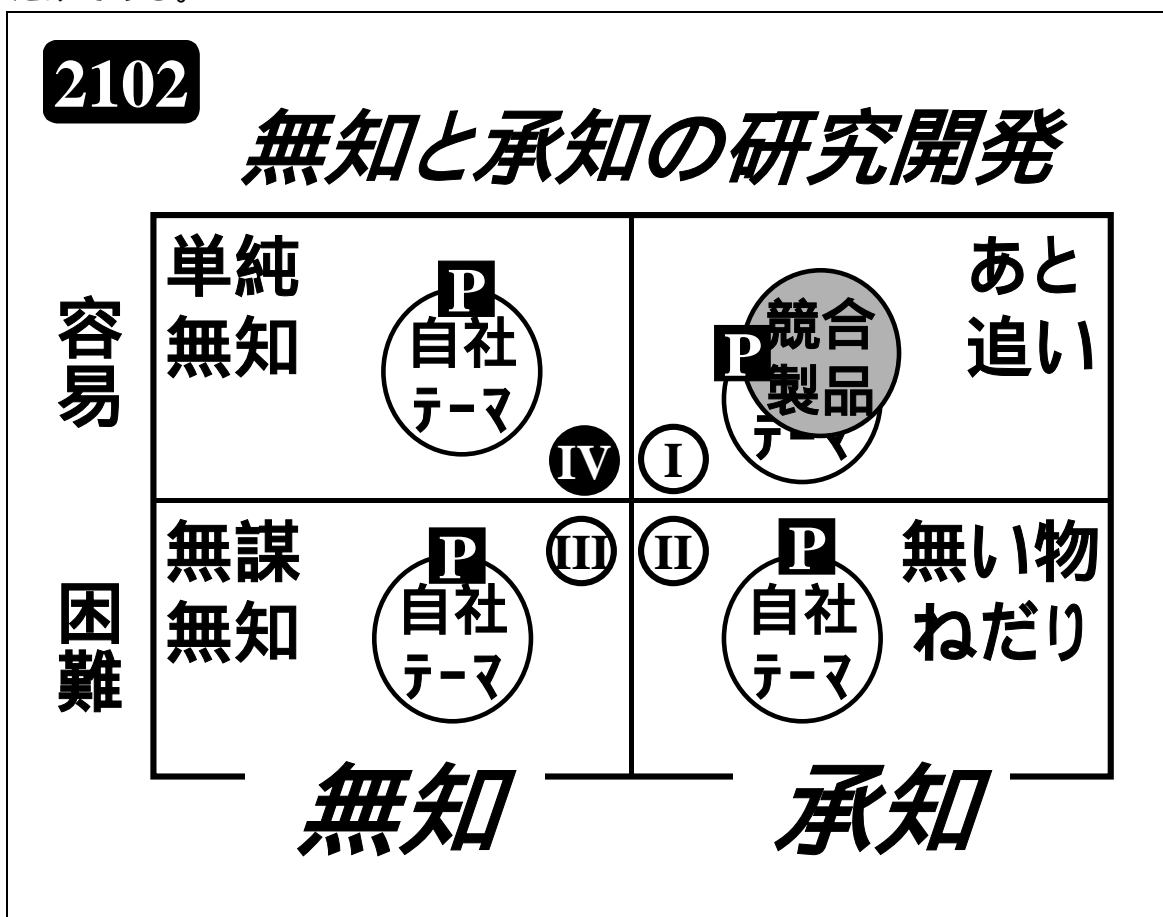 2102
無知と承知の研究開発
容易
単純
無知
P
自社
テーマ
IV
あと
追い
P
競合
製品
テーマ
I
困難
無謀
無知
P
自社
テーマ
III
無い物
ねだり
P
自社
テーマ
II
無知
承知